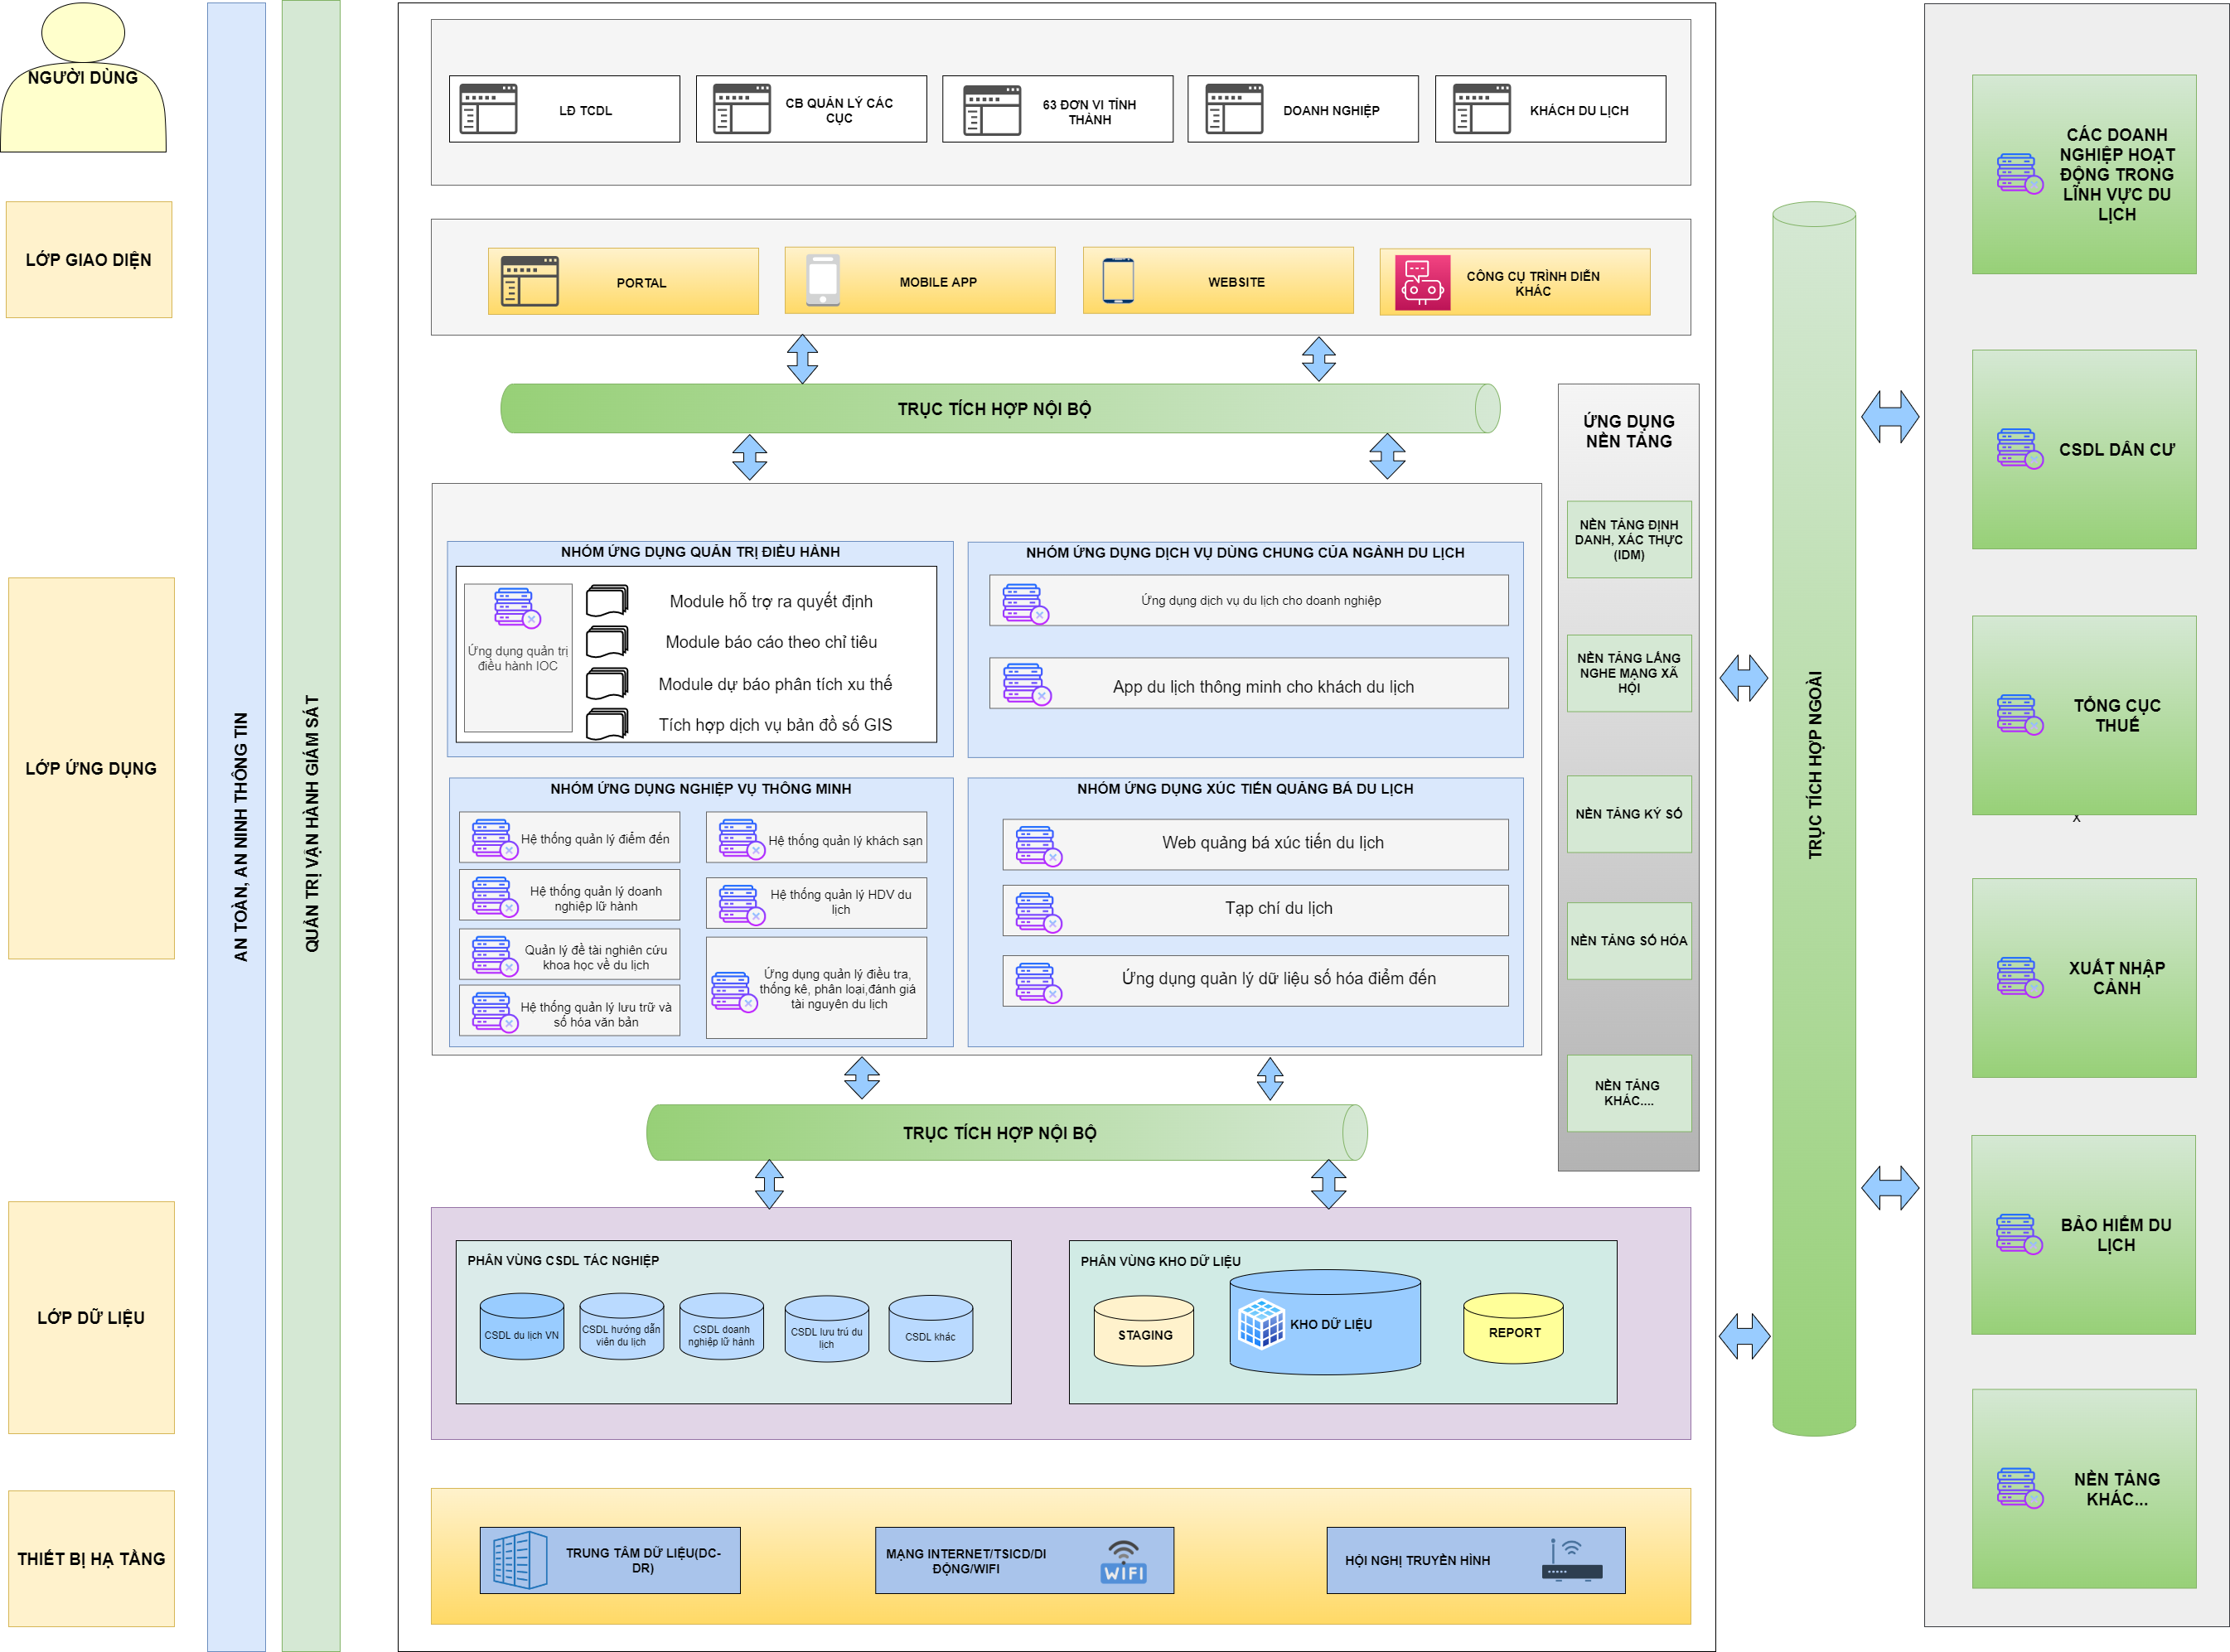 NGƯỜI DÙNG
LĐ TCDL
CB QUẢN LÝ CÁC
CỤC
63 ĐƠN VỊ TỈNH
THÀNH
DOANH NGHIỆP
KHÁCH DU LỊCH
LỚP GIAO DIỆN
PORTAL
MOBILE APP
WEBSITE
CÔNG CỤ TRÌNH DIỄN
KHÁC
TRỤC TÍCH HỢP NỘI BỘ
LỚP ỨNG DỤNG
AN TOÀN, AN NINH THÔNG TIN
QUẢN TRỊ VẬN HÀNH GIÁM SÁT
NHÓM ỨNG DỤNG QUẢN TRỊ ĐIỀU HÀNH
Ứng dụng quản trị
điều hành IOC
Module hỗ trợ ra quyết định
Module báo cáo theo chỉ tiêu
Module dự báo phân tích xu thế
Tích hợp dịch vụ bản đồ số GIS
NHÓM ỨNG DỤNG DỊCH VỤ DÙNG CHUNG CỦA NGÀNH DU LỊCH
Ứng dụng dịch vụ du lịch cho doanh nghiệp
App du lịch thông minh cho khách du lịch
NHÓM ỨNG DỤNG NGHIỆP VỤ THÔNG MINH
Hệ thống quản lý điểm đến
Hệ thống quản lý khách sạn
Hệ thống quản lý doanh
nghiệp lữ hành
Hệ thống quản lý HDV du
lịch
Quản lý đề tài nghiên cứu
khoa học về du lịch
Ứng dụng quản lý điều tra,
thống kê, phân loại,đánh giá
tài nguyên du lịch
Hệ thống quản lý lưu trữ và
số hóa văn bản
NHÓM ỨNG DỤNG XÚC TIẾN QUẢNG BÁ DU LỊCH
Web quảng bá xúc tiến du lịch
Tạp chí du lịch
Ứng dụng quản lý dữ liệu số hóa điểm đến
ỨNG DỤNG
NỀN TẢNG
NỀN TẢNG ĐỊNH
DANH, XÁC THỰC
(IDM)
NỀN TẢNG LẮNG
NGHE MẠNG XÃ
HỘI
NỀN TẢNG KÝ SỐ
NỀN TẢNG SỐ HÓA
NỀN TẢNG
KHÁC....
TRỤC TÍCH HỢP NỘI BỘ
LỚP DỮ LIỆU
PHÂN VÙNG CSDL TÁC NGHIỆP
CSDL du lịch VN
CSDL hướng dẫn
viên du lịch
CSDL doanh
nghiệp lữ hành
CSDL lưu trú du
lịch
CSDL khác
PHÂN VÙNG KHO DỮ LIỆU
STAGING
KHO DỮ LIỆU
REPORT
THIẾT BỊ HẠ TẦNG
TRUNG TÂM DỮ LIỆU(DC-
DR)
MẠNG INTERNET/TSICD/DI
ĐỘNG/WIFI
WIFI
HỘI NGHỊ TRUYỀN HÌNH
TRỤC TÍCH HỢP NGOÀI
CÁC DOANH
NGHIỆP HOẠT
ĐỘNG TRONG
LĨNH VỰC DU
LỊCH
CSDL DÂN CƯ
TỔNG CỤC
THUẾ
X
XUẤT NHẬP
CẢNH
BẢO HIỂM DU
LỊCH
NỀN TẢNG
KHÁC...